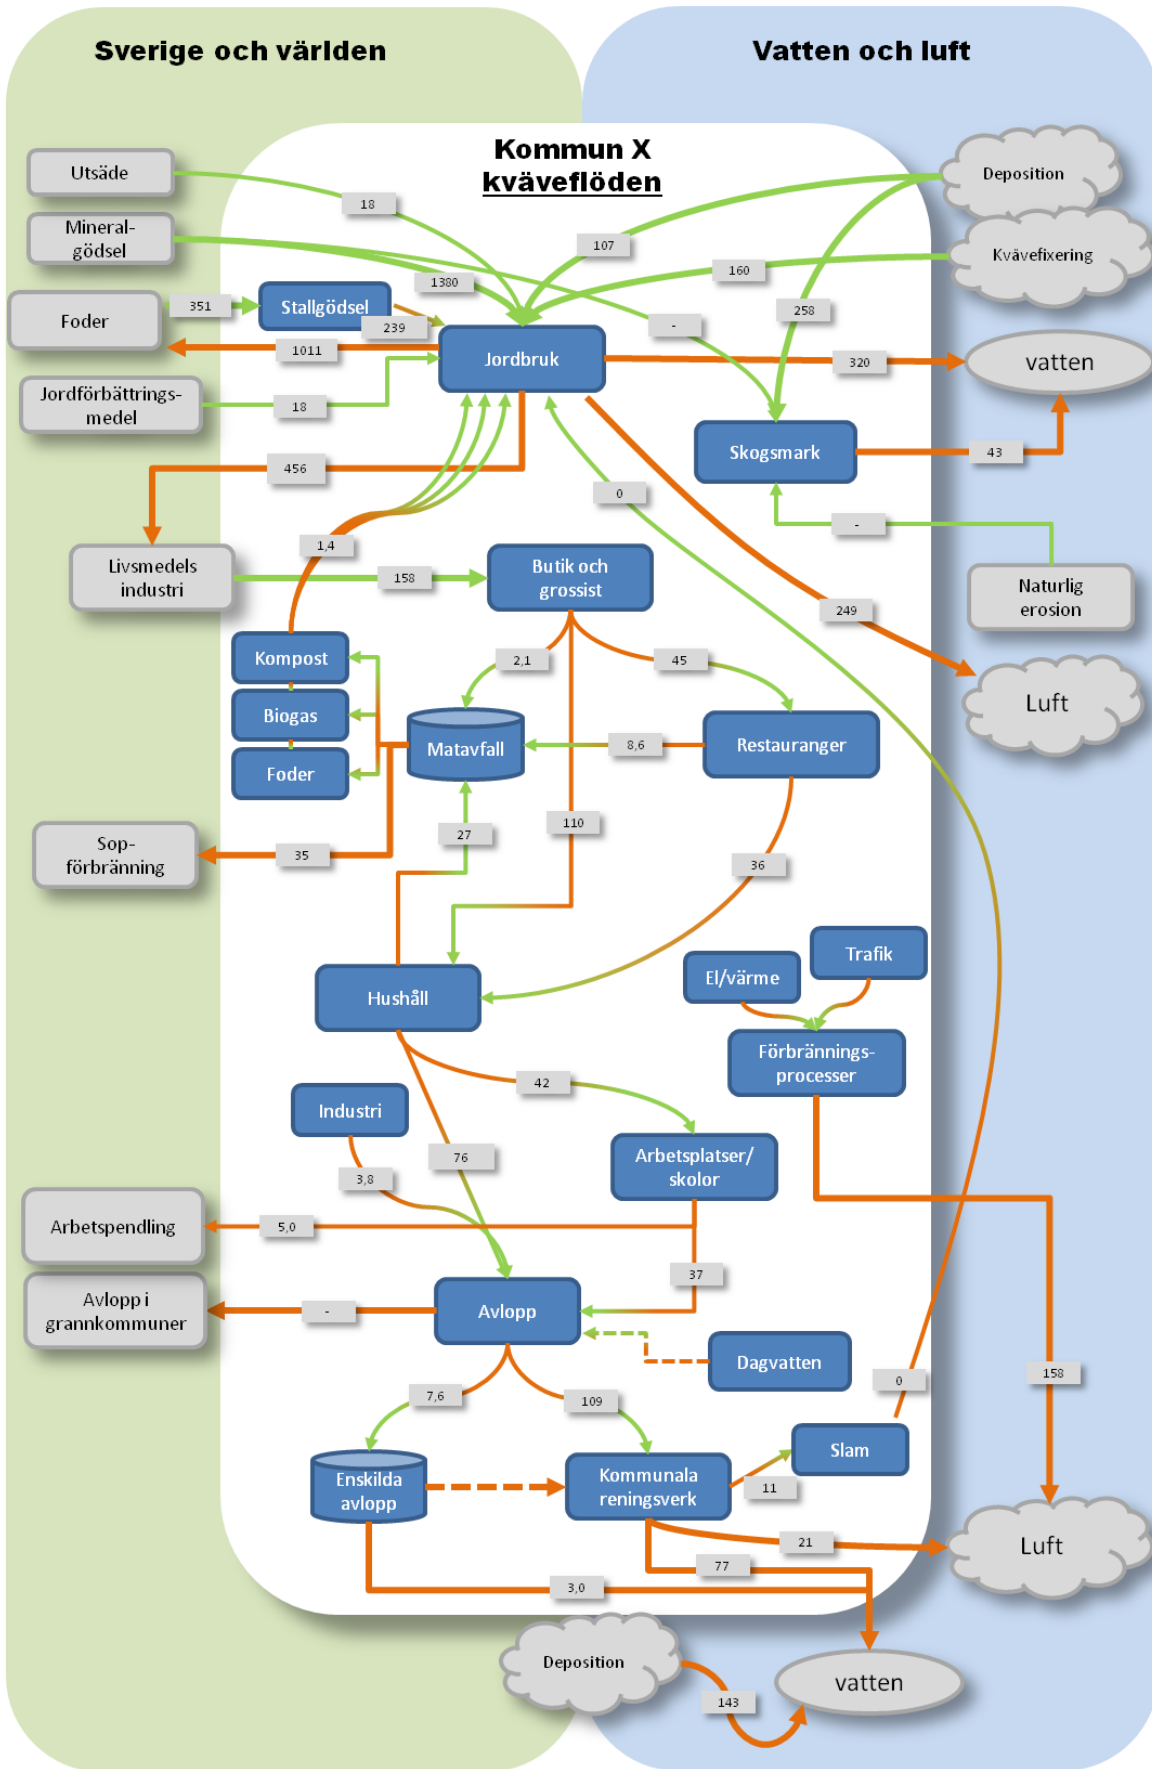 Sverige och världen
Vatten och luft
Kommun X
kväveflöden
Utsäde
Mineral-
gödsel
Foder
Jordförbättrings-
medel
Deposition
Kvävefixering
vatten
18
107
160
1380
258
351
Stallgödsel
239
-
1011
Jordbruk
320
18
Skogsmark
43
456
0
-
Livsmedels
industri
1,4
158
Butik och
grossist
Naturlig
erosion
249
Luft
Kompost
Biogas
Foder
2,1
45
Matavfall
8,6
Restauranger
Sop-
förbränning
35
27
110
36
Hushåll
El/värme
Trafik
Förbrännings-
processer
42
Industri
76
3,8
Arbetsplatser/
skolor
Arbetspendling
5,0
37
Avlopp i
grannkommuner
-
Avlopp
Dagvatten
7,6
109
0
158
Enskilda
avlopp
Kommunala
reningsverk
Slam
11
21
77
3,0
Luft
Deposition
143
vatten